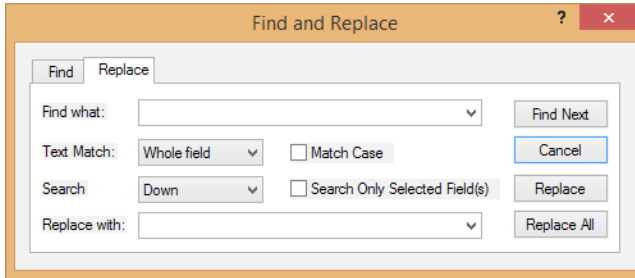 Find and Replace ? ×
Find Replace
Find what: Find Next
Text Match: Whole field Match Case Cancel
Search Down Search Only Selected Field(s) Replace
Replace with: Replace All